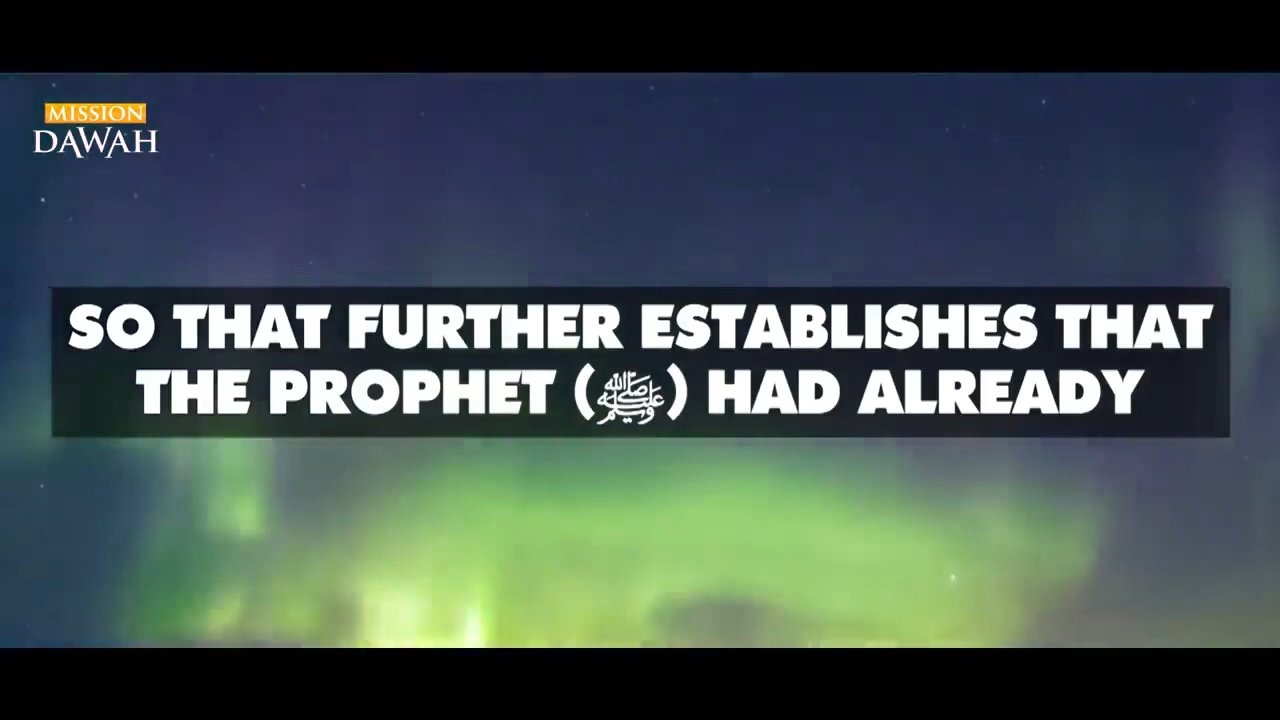 MISSION
DAWAH
SO THAT FURTHER ESTABLISHES THAT
THE PROPHET (ﷺ) HAD ALREADY